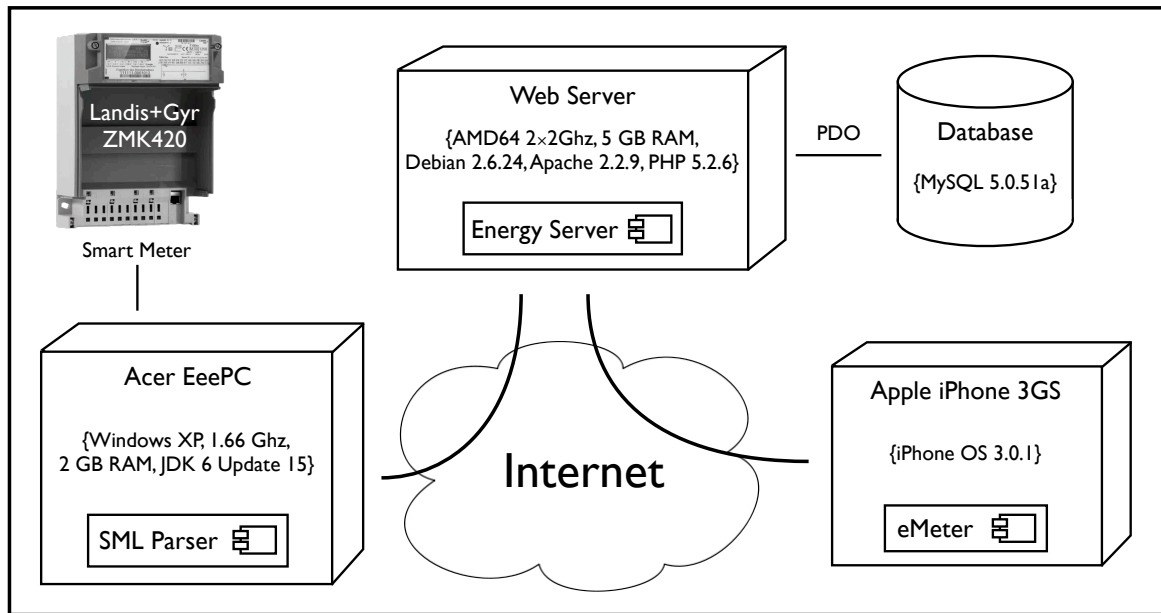 Landis+Gyr
ZMK420
Smart Meter
Web Server
{AMD64 2×2Ghz, 5 GB RAM,
Debian 2.6.24, Apache 2.2.9, PHP 5.2.6}
Energy Server
PDO
Database
{MySQL 5.0.51a}
Acer EeePC
{Windows XP, 1.66 Ghz,
2 GB RAM, JDK 6 Update 15}
SML Parser
Internet
Apple iPhone 3GS
{iPhone OS 3.0.1}
eMeter